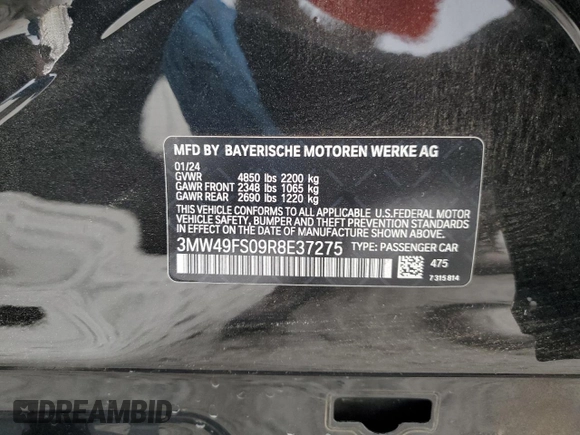 MFD BY BAYERISCHE MOTOREN WERKE AG
01/24
GVWR 4850 lbs 2200 kg
GAWR FRONT 2348 lbs 1065 kg
GAWR REAR 2690 lbs 1220 kg
THIS VEHICLE CONFORMS TO ALL APPLICABLE U.S.FEDERAL MOTOR
VEHICLE SAFETY, BUMPER, AND THEFT PREVENTION STANDARDS
IN EFFECT ON THE DATE OF MANUFACTURE SHOWN ABOVE.
3MW49FS09R8E37275 TYPE: PASSENGER CAR
475
7 315 814
DREAMBID